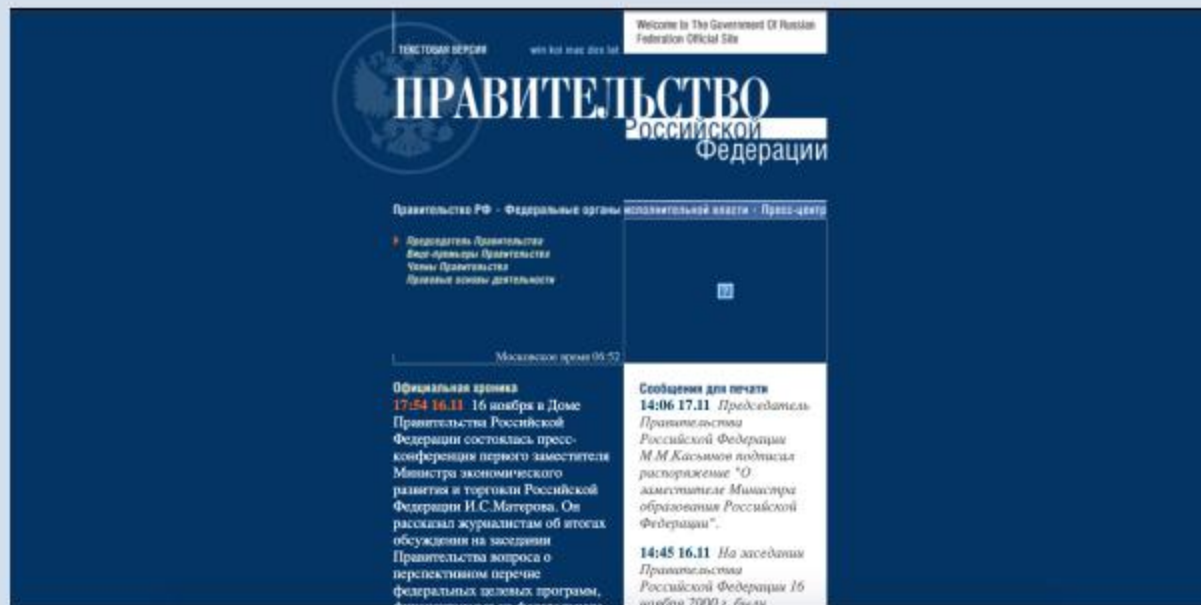 Welcome to The Government Of Russian
Federation Official Site
ТЕКСТОВАЯ ВЕРСИЯ win koi mac dos lat
ПРАВИТЕЛЬСТВО
Российской
Федерации
Правительство РФ - Федеральные органы исполнительной власти - Пресс-центр
Председатель Правительства
Вице-премьеры Правительства
Члены Правительства
Правовые основы деятельности
Московское время 06:52
Официальная хроника
17:54 16.11 16 ноября в Доме
Правительства Российской
Федерации состоялась пресс-
конференция первого заместителя
Министра экономического
развития и торговли Российской
Федерации И.С.Матерова. Он
рассказал журналистам об итогах
обсуждения на заседании
Правительства вопроса о
перспективном перечне
федеральных целевых программ,
Сообщения для печати
14:06 17.11 Председатель
Правительства
Российской Федерации
М.М.Касьянов подписал
распоряжение "О
заместителе Министра
образования Российской
Федерации".
14:45 16.11 На заседании
Правительства
Российской Федерации 16
ноября 2000 г. были